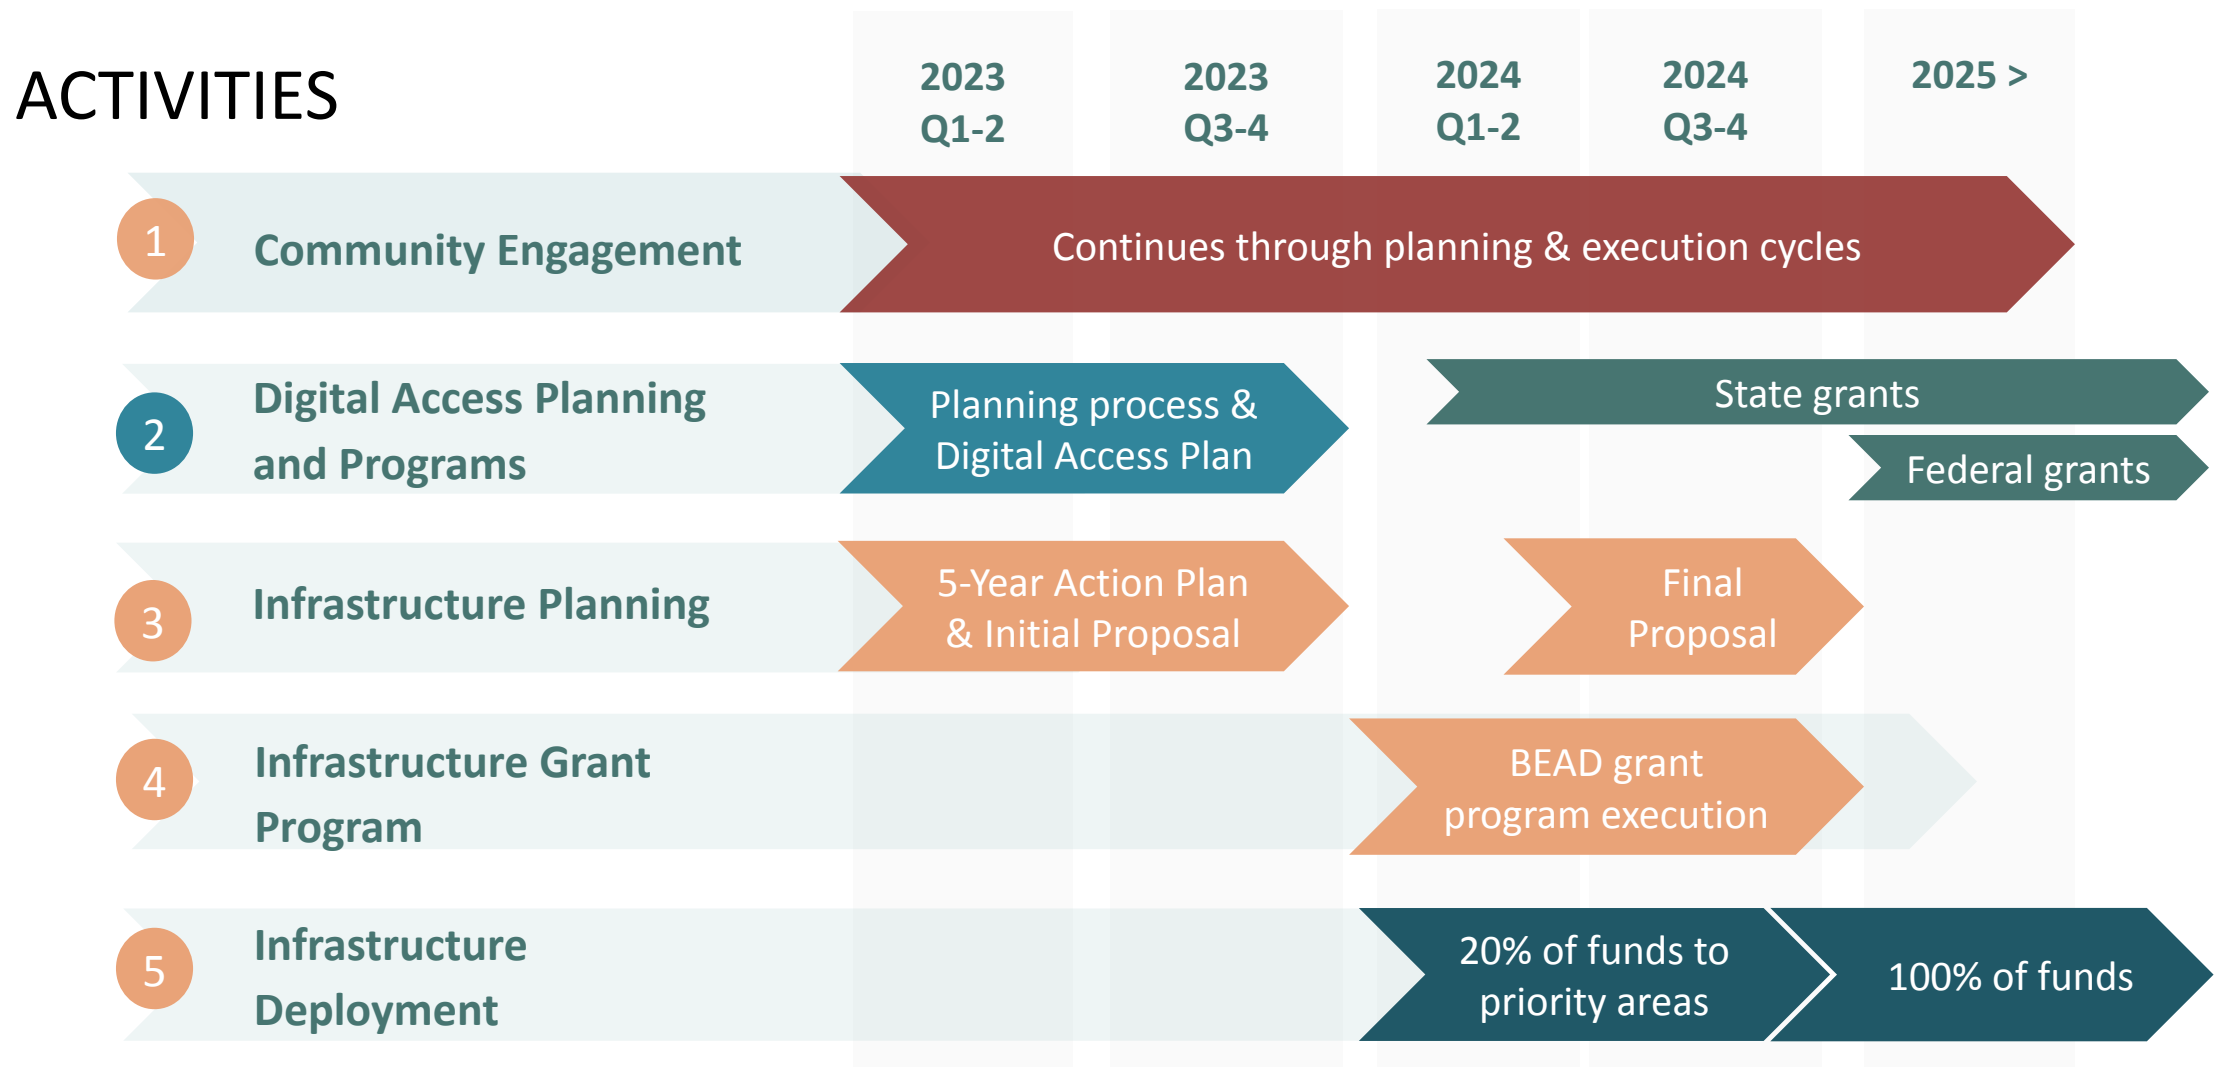 ACTIVITIES
2023
Q1-2
2023
Q3-4
2024
Q1-2
2024
Q3-4
2025 >
1
Community Engagement
Continues through planning & execution cycles
2
Digital Access Planning
and Programs
Planning process &
Digital Access Plan
State grants
Federal grants
3
Infrastructure Planning
5-Year Action Plan
& Initial Proposal
Final
Proposal
4
Infrastructure Grant
Program
BEAD grant
program execution
5
Infrastructure
Deployment
20% of funds to
priority areas
100% of funds